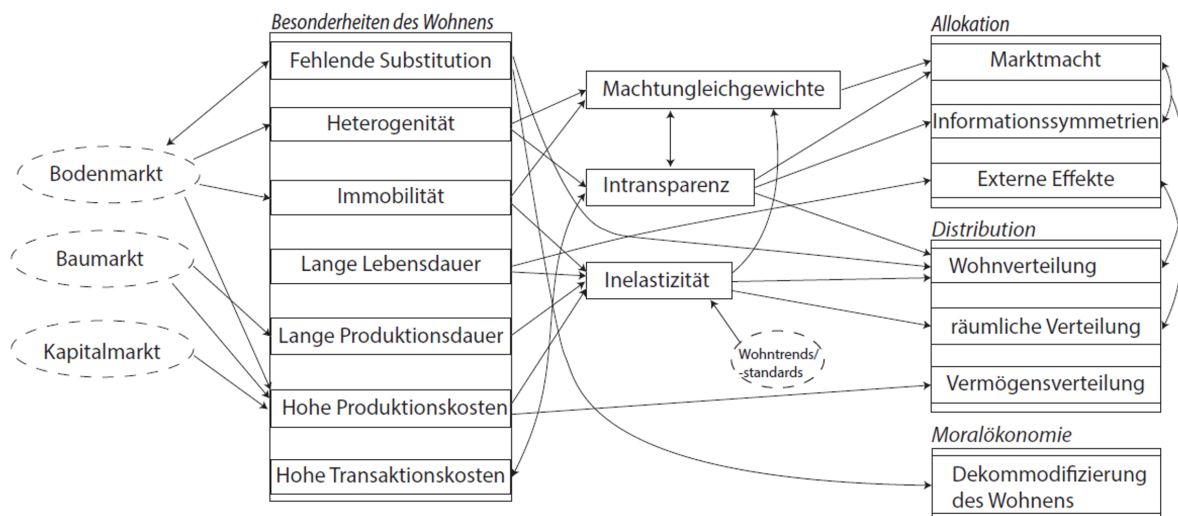 Besonderheiten des Wohnens
Allokation
Fehlende Substitution
Heterogenität
Immobilität
Lange Lebensdauer
Lange Produktionsdauer
Hohe Produktionskosten
Hohe Transaktionskosten
Bodenmarkt
Baumarkt
Kapitalmarkt
Machtungleichgewichte
Intransparenz
Inelastizität
Wohntrends/
-standards
Marktmacht
Informationssymmetrien
Externe Effekte
Distribution
Wohnverteilung
räumliche Verteilung
Vermögensverteilung
Moralökonomie
Dekommodifizierung
des Wohnens